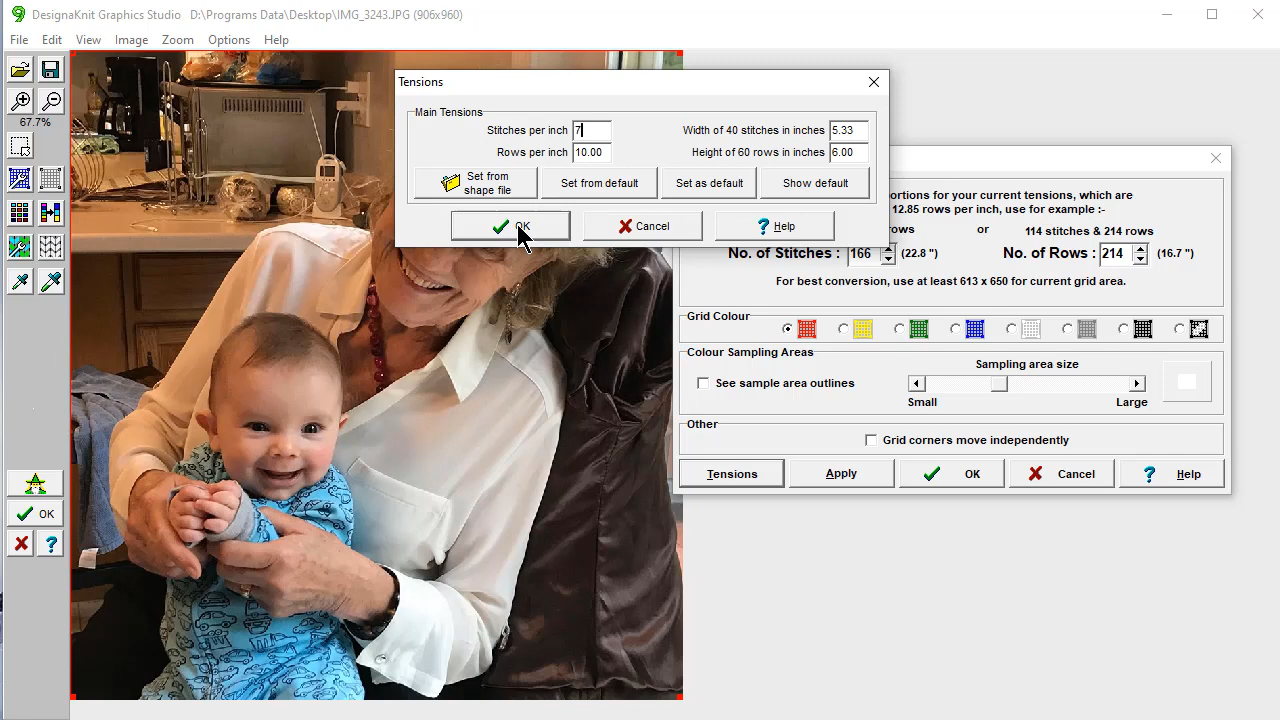 DesignaKnit Graphics Studio D:\Programs Data\Desktop\IMG_3243.JPG (906x960)
File Edit View Image Zoom Options Help
67.7%
OK
Tensions
Main Tensions
Stitches per inch 7
Width of 40 stitches in inches 5.33
Rows per inch 10.00
Height of 60 rows in inches 6.00
Set from
shape file
Set from default
Set as default
Show default
OK
Cancel
Help
ortions for your current tensions, which are
12.85 rows per inch, use for example :-
rows or 114 stitches & 214 rows
No. of Stitches : 166 (22.8 ")
No. of Rows : 214 (16.7 ")
For best conversion, use at least 613 x 650 for current grid area.
Grid Colour
Colour Sampling Areas
See sample area outlines
Sampling area size
Small Large
Other
Grid corners move independently
Tensions Apply OK Cancel Help